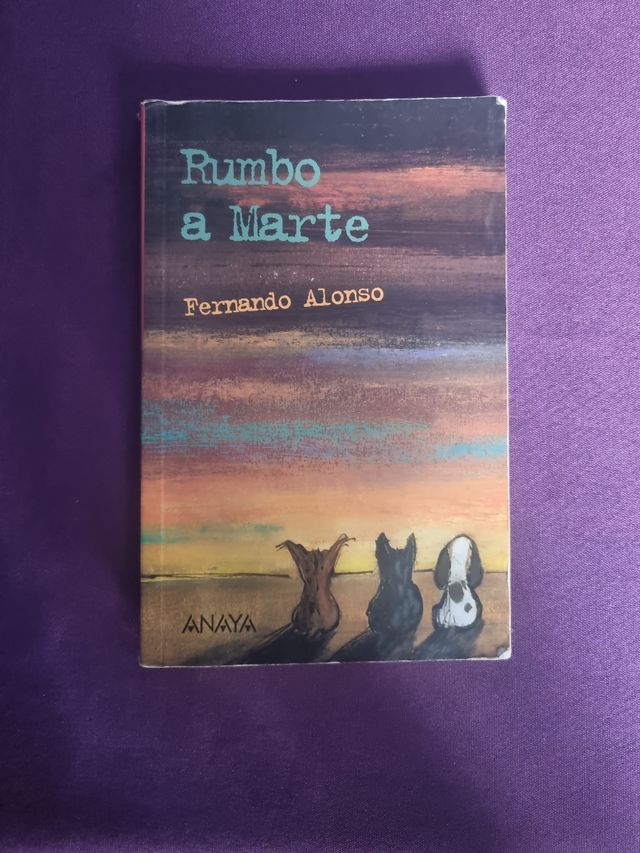 Rumbo
a Marte
Fernando Alonso
ANAYA